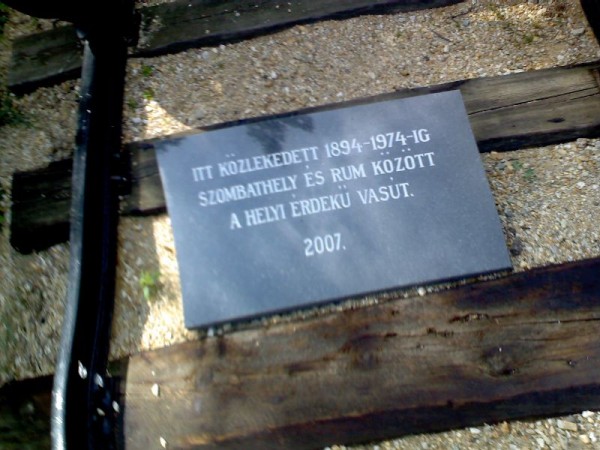 ITT KÖZLEKEDETT 1894-1974-IG
SZOMBATHELY ÉS RUM KÖZÖTT
A HELYI ÉRDEKŰ VASÚT.
2007.